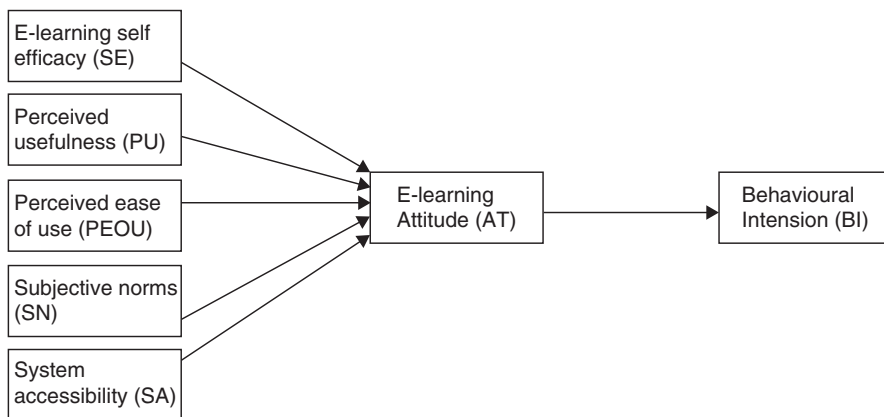 E-learning self
efficacy (SE)
Perceived
usefulness (PU)
Perceived ease
of use (PEOU)
Subjective norms
(SN)
System
accessibility (SA)
E-learning
Attitude (AT)
Behavioural
Intension (BI)